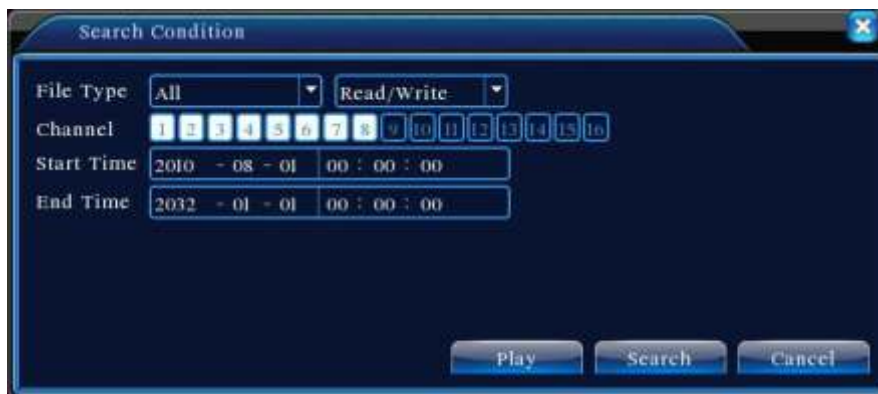 Search Condition
File Type All Read/Write
Channel 1 2 3 4 5 6 7 8 9 10 11 12 13 14 15 16
Start Time 2010 - 08 - 01 00 : 00 : 00
End Time 2032 - 01 - 01 00 : 00 : 00
Play Search Cancel